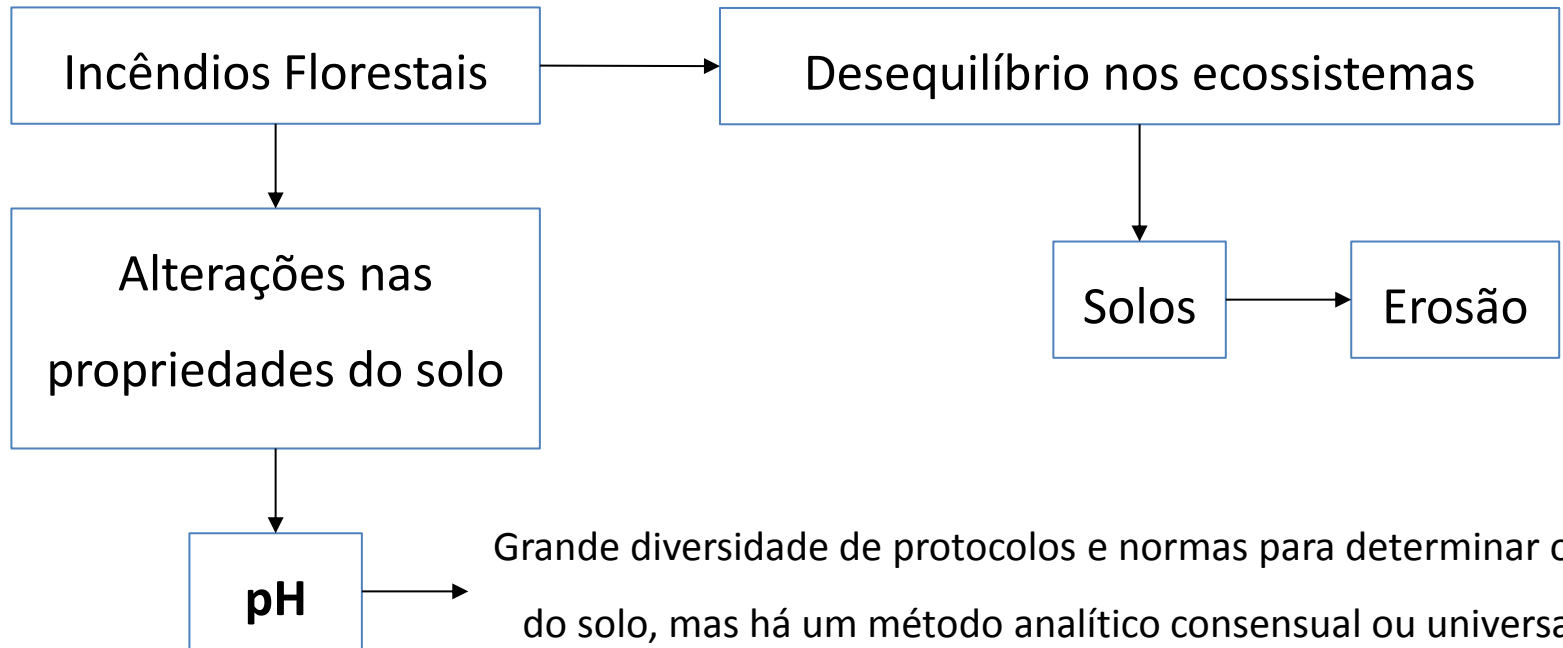 Incêndios Florestais
Desequilíbrio nos ecossistemas
Alterações nas
propriedades do solo
Solos
Erosão
pH
Grande diversidade de protocolos e normas para determinar
do solo, mas há um método analítico consensual ou